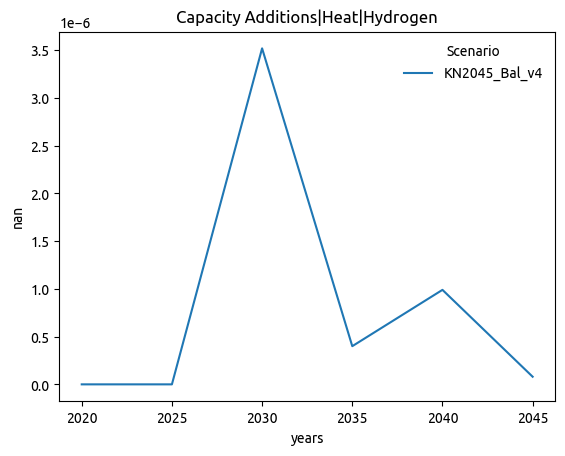 Capacity Additions|Heat|Hydrogen
1e−6
Scenario
KN2045_Bal_v4
3.5
3.0
2.5
2.0
1.5
1.0
0.5
0.0
nan
2020 2025 2030 2035 2040 2045
years